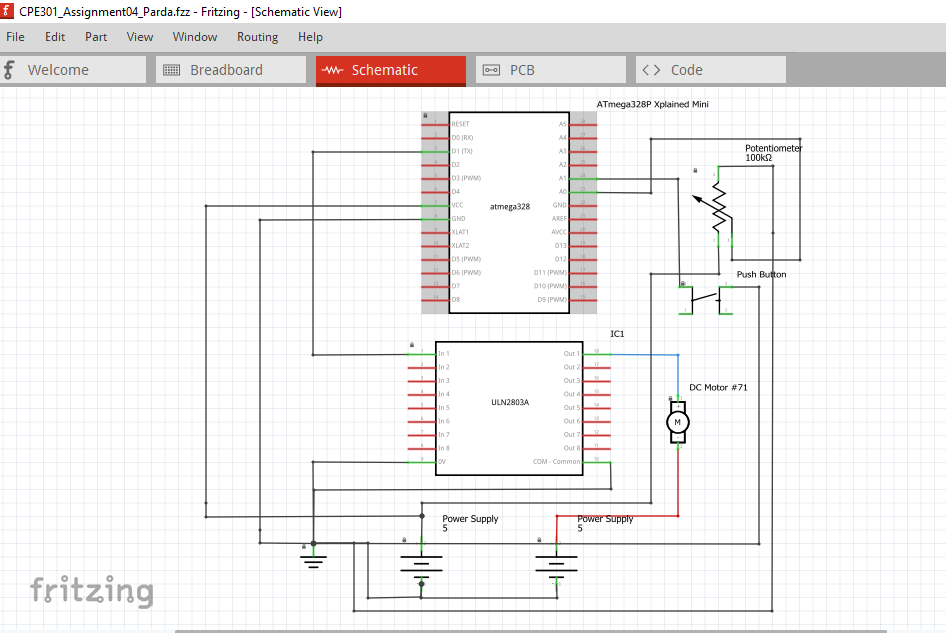 CPE301_Assignment04_Parda.fzz - Fritzing - [Schematic View]
File Edit Part View Window Routing Help
Welcome Breadboard Schematic PCB Code
ATmega328P Xplained Mini
RESET A5
D0 (RX) A4
D1 (TX) A3
D2 A2
D3 (PWM) A1
D4 A0
VCC atmega328 GND
GND AREF
XLAT1 AVCC
XLAT2 D13
D5 (PWM) D12
D6 (PWM) D11 (PWM)
D7 D10 (PWM)
D8 D9 (PWM)
Potentiometer
100kΩ
Push Button
IC1
In 1 Out 1
In 2 Out 2
In 3 Out 3
In 4 Out 4
In 5 ULN2803A Out 5
In 6 Out 6
In 7 Out 7
In 8 Out 8
0V COM - Common
DC Motor #71
M
Power Supply
5
Power Supply
5
fritzing